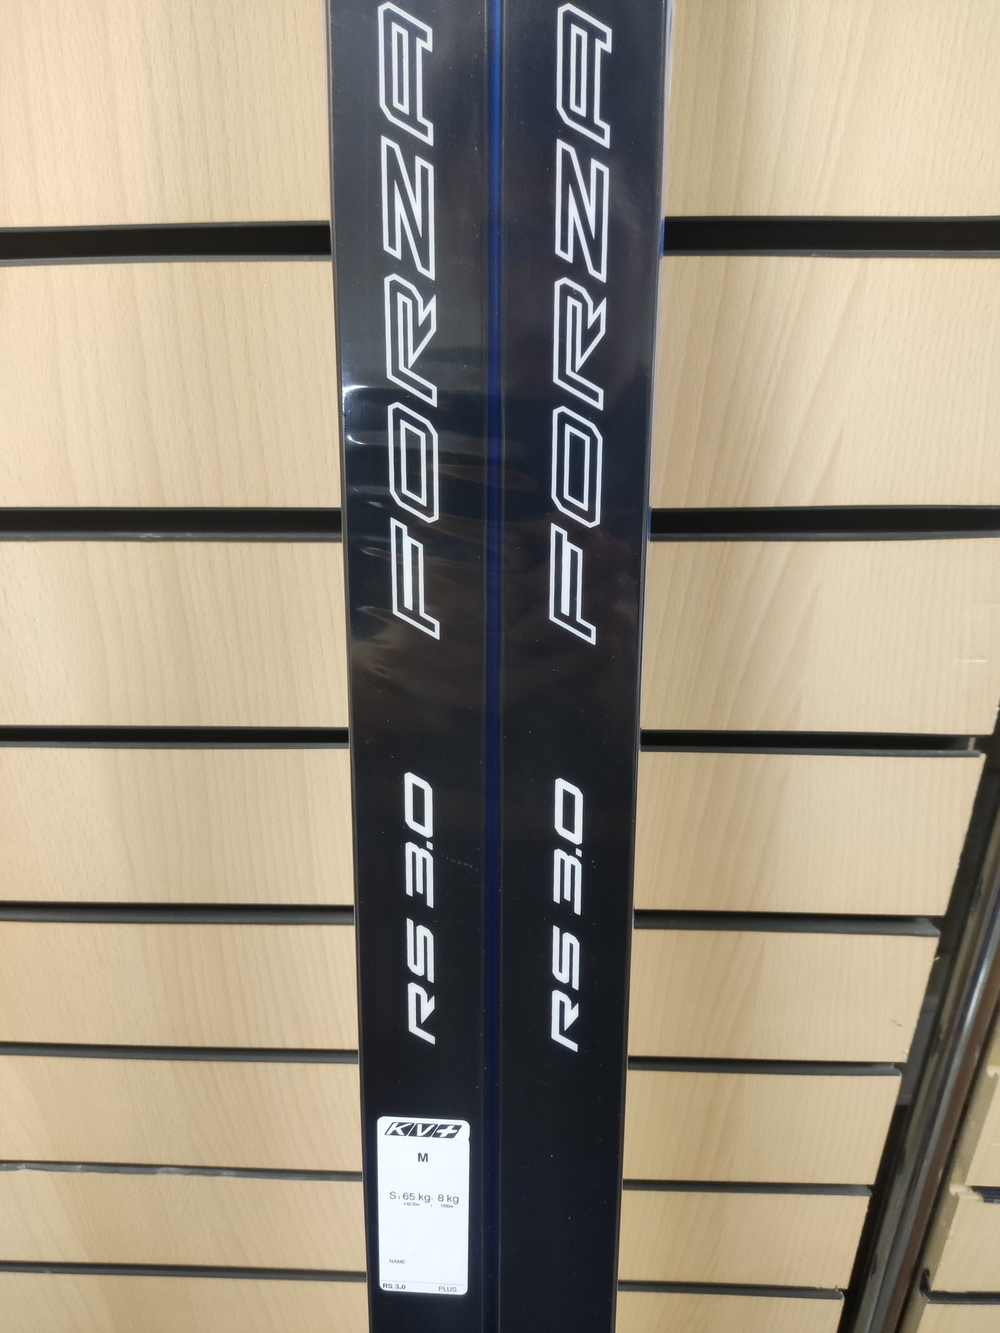 FORZA
FORZA
RS 3.0
RS 3.0
KV+
M
S: 65 kg: 8 kg
NAME
RS 3.0 PLUS